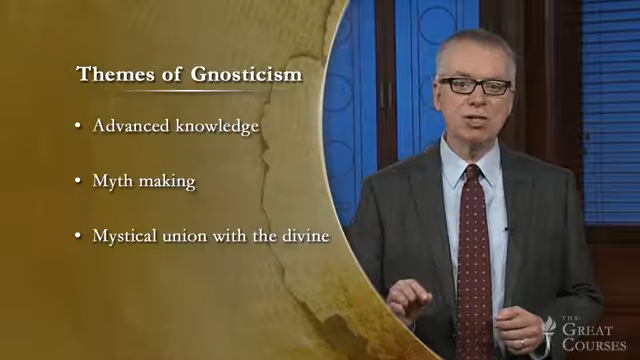 Themes of Gnosticism
• Advanced knowledge
• Myth making
• Mystical union with the divine
THE
GREAT
COURSES